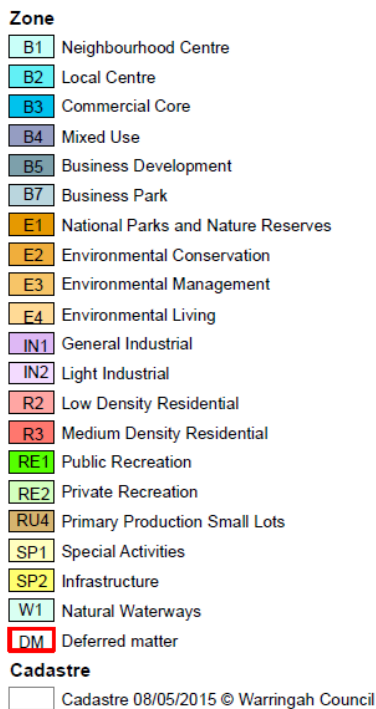 Zone
B1 Neighbourhood Centre
B2 Local Centre
B3 Commercial Core
B4 Mixed Use
B5 Business Development
B7 Business Park
E1 National Parks and Nature Reserves
E2 Environmental Conservation
E3 Environmental Management
E4 Environmental Living
IN1 General Industrial
IN2 Light Industrial
R2 Low Density Residential
R3 Medium Density Residential
RE1 Public Recreation
RE2 Private Recreation
RU4 Primary Production Small Lots
SP1 Special Activities
SP2 Infrastructure
W1 Natural Waterways
DM Deferred matter
Cadastre
Cadastre 08/05/2015 © Warringah Council